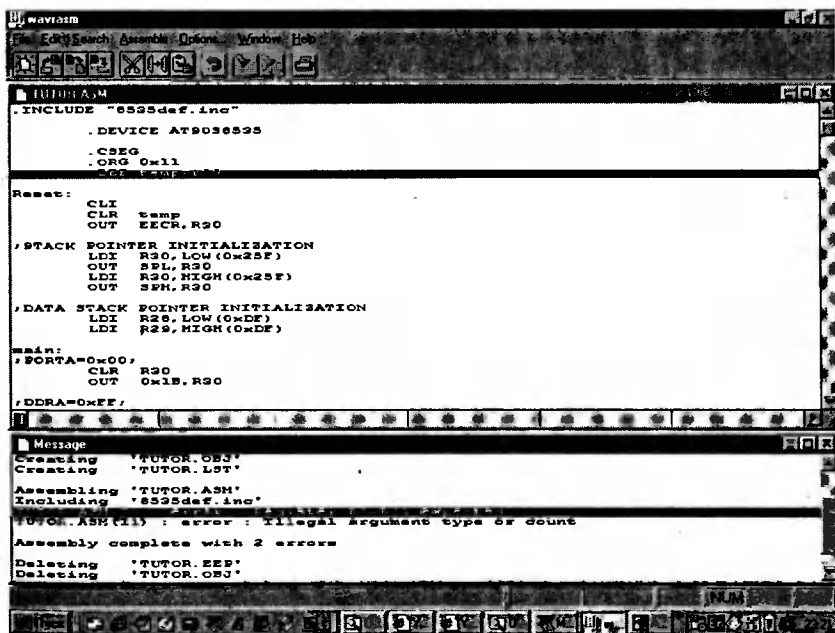 wavrasm
File Edit Search Assemble Options Window Help
TUTOR.ASM
.INCLUDE "8535def.inc"
.DEVICE AT90S8535
.CSEG
.ORG 0x11
Reset:
CLI
CLR temp
OUT EECR,R30
;STACK POINTER INITIALIZATION
LDI R30,LOW(0x25F)
OUT SPL,R30
LDI R30,HIGH(0x25F)
OUT SPH,R30
;DATA STACK POINTER INITIALIZATION
LDI R28,LOW(0xDF)
LDI R29,HIGH(0xDF)
main:
;PORTA=0x00;
CLR R30
OUT 0x1B,R30
;DDRA=0xFF;
Message
Creating 'TUTOR.OBJ'
Creating 'TUTOR.LST'
Assembling 'TUTOR.ASM'
Including '8535def.inc'
TUTOR.ASM(11) : error : Illegal argument type or count
Assembly complete with 2 errors
Deleting 'TUTOR.EEP'
Deleting 'TUTOR.OBJ'
NUM